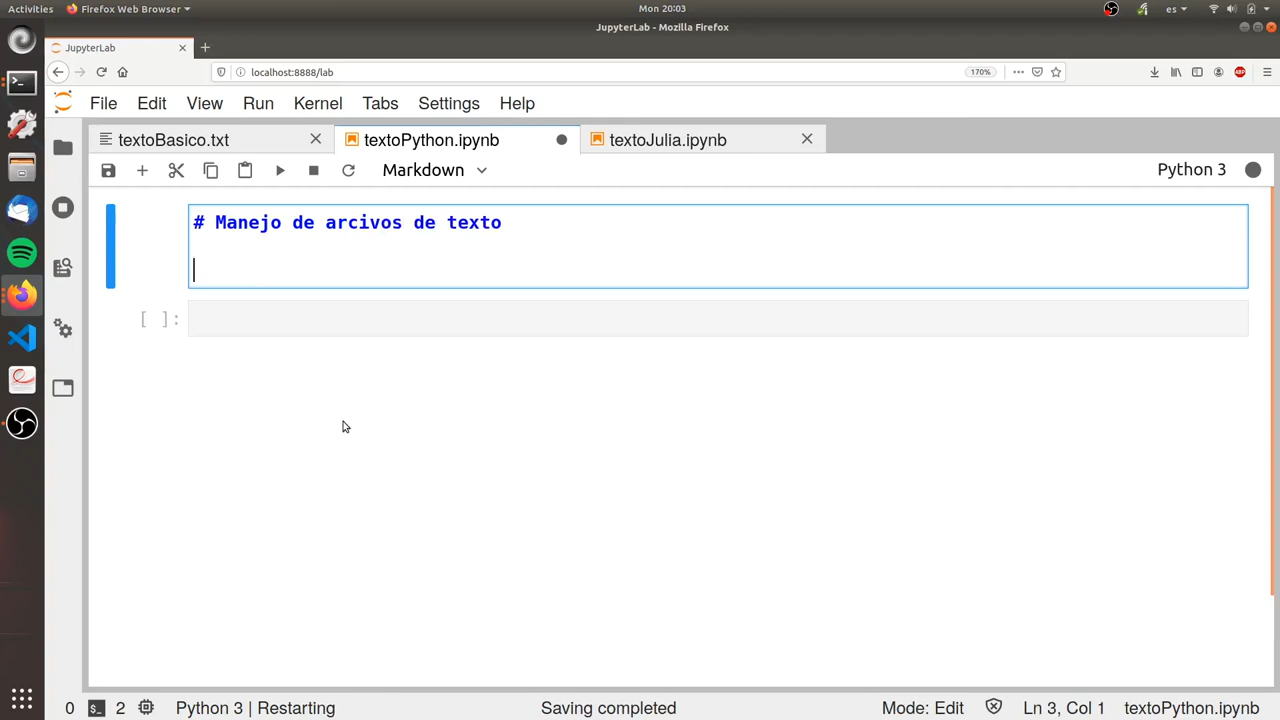 Activities Firefox Web Browser Mon 20:03 es
JupyterLab - Mozilla Firefox
JupyterLab
localhost:8888/lab 170% ABP
File Edit View Run Kernel Tabs Settings Help
textoBasico.txt textoPython.ipynb textoJulia.ipynb
Markdown Python 3
# Manejo de arcivos de texto
[ ]:
0 2 Python 3 | Restarting Saving completed Mode: Edit Ln 3, Col 1 textoPython.ipynb